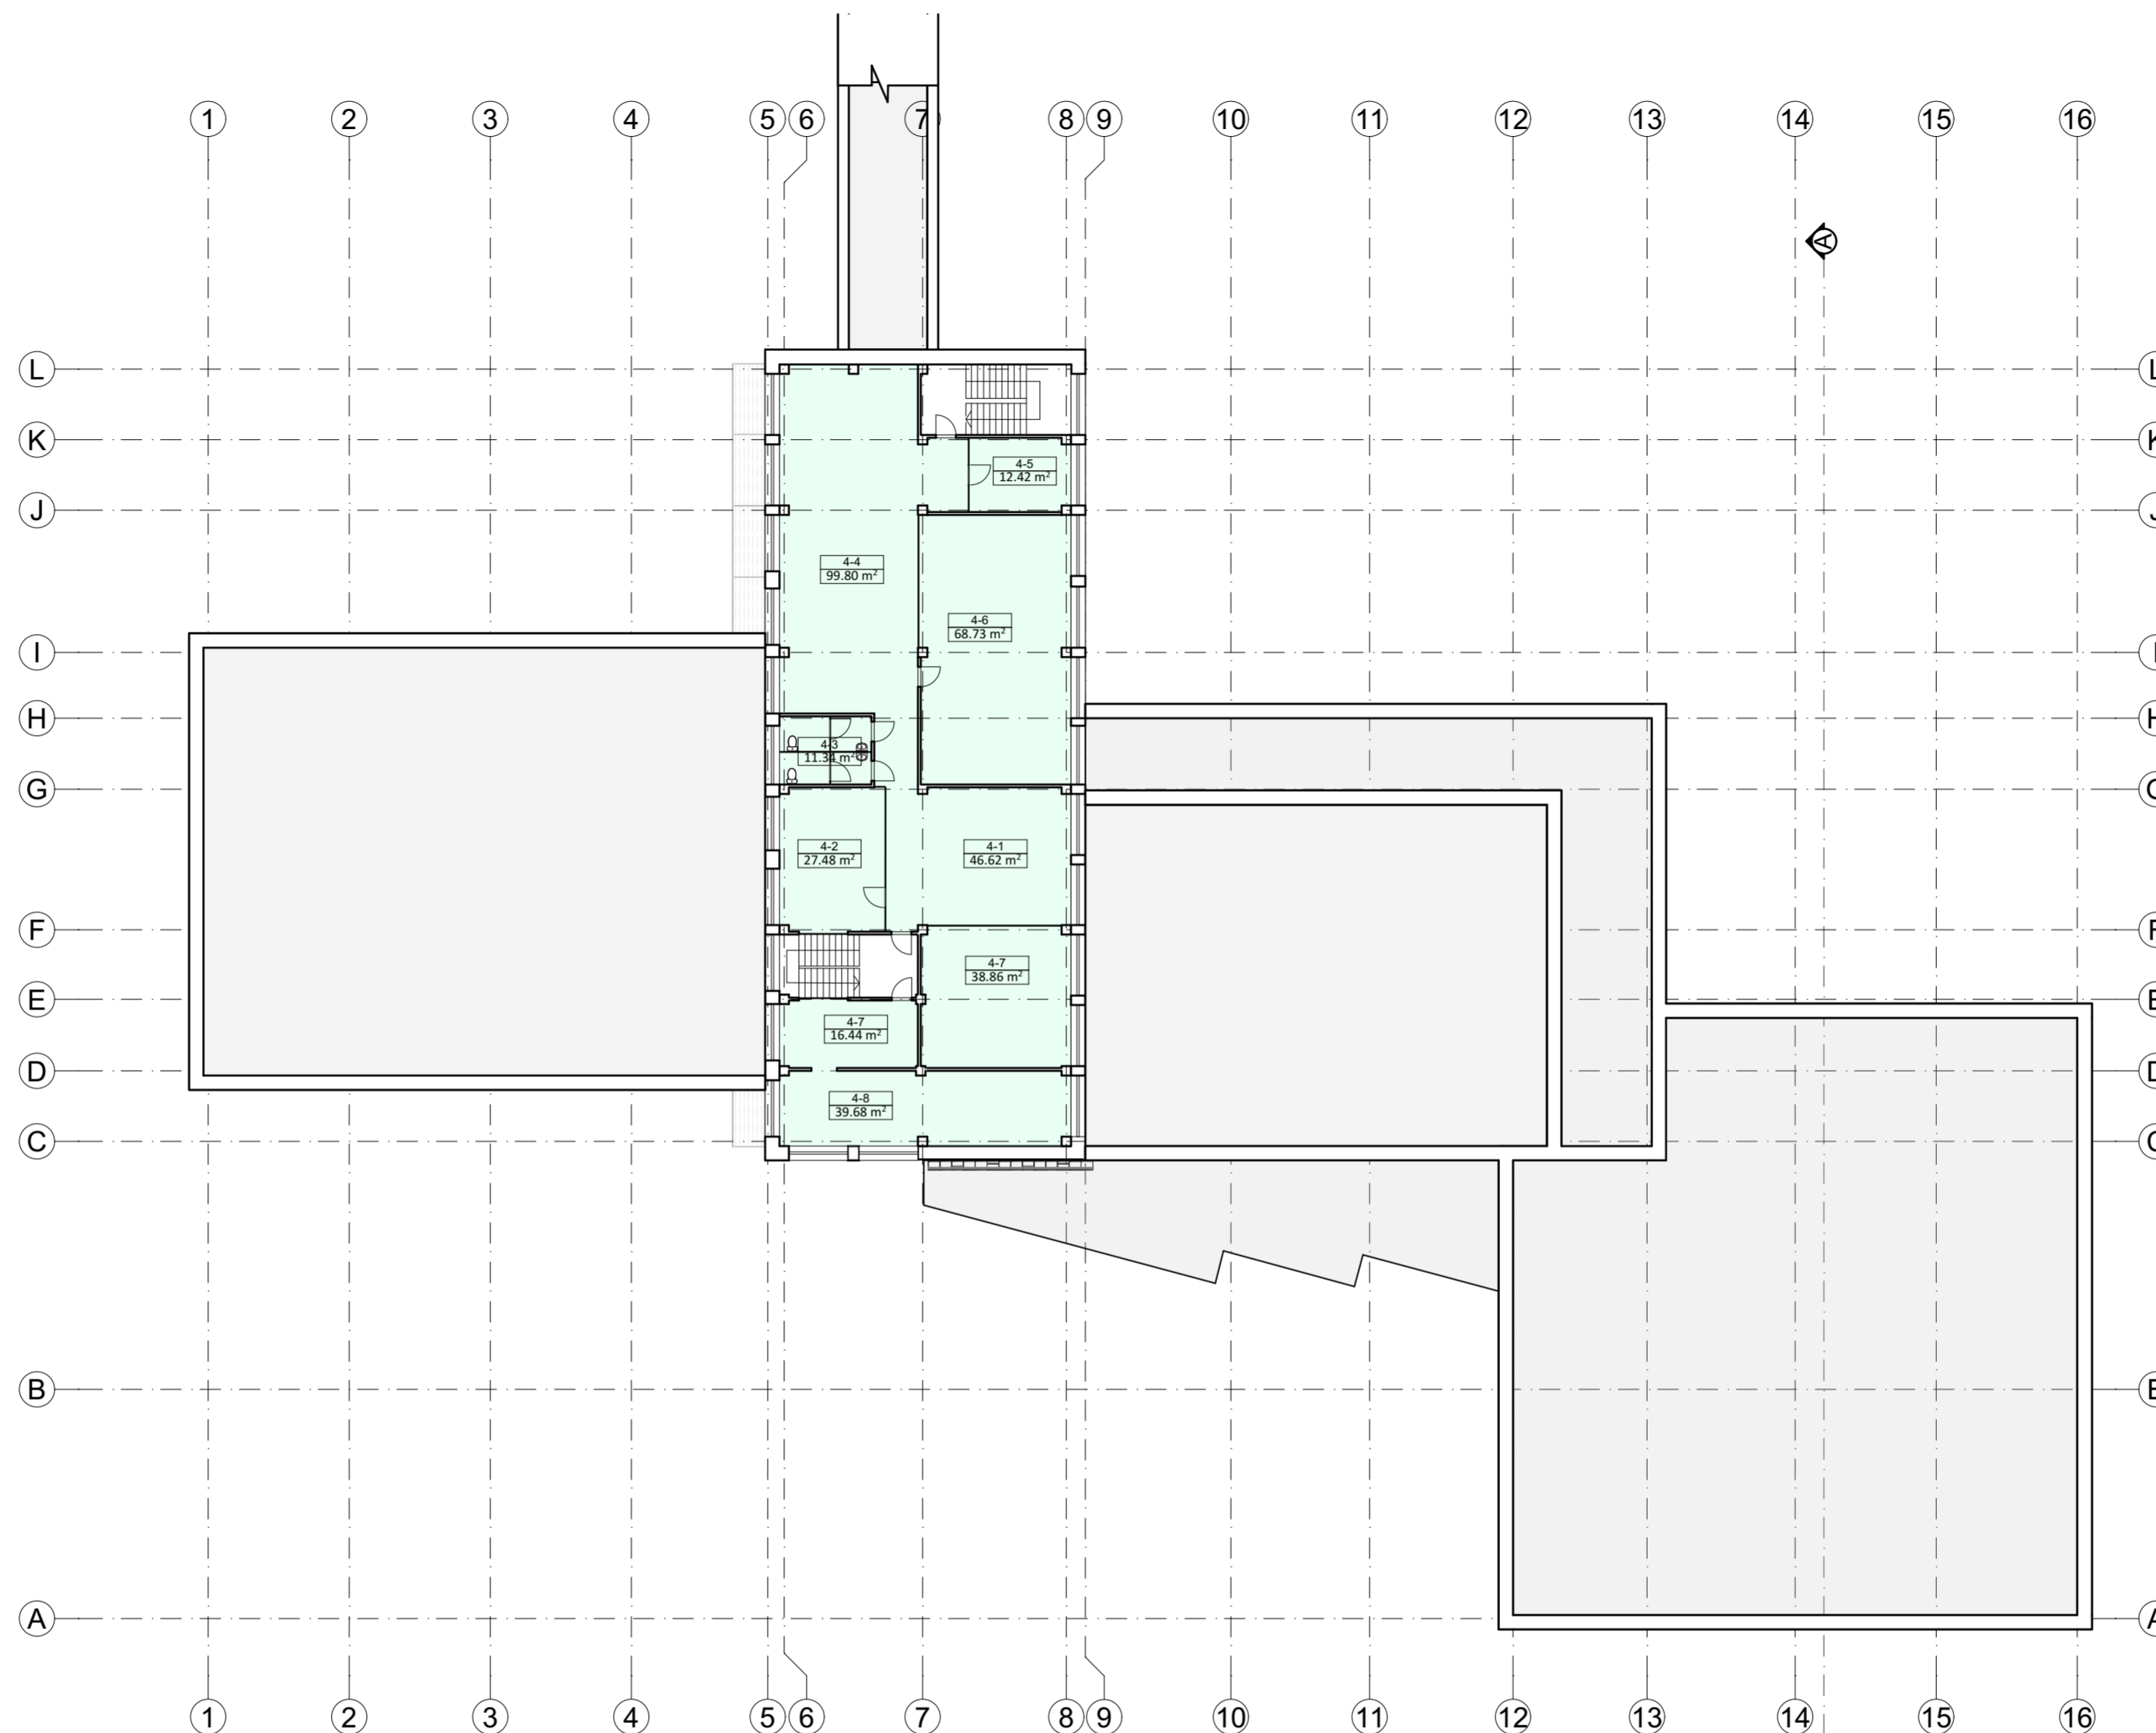 1 2 3 4 5 6 7 8 9 10 11 12 13 14 15 16
A
L L
K K
4-5
12.42 m²
J J
4-4
99.80 m²
4-6
68.73 m²
I I
H H
4-3
11.34 m²
G G
4-2
27.48 m²
4-1
46.62 m²
F F
4-7
38.86 m²
E E
4-7
16.44 m²
D D
4-8
39.68 m²
C C
B B
A A
1 2 3 4 5 6 7 8 9 10 11 12 13 14 15 16